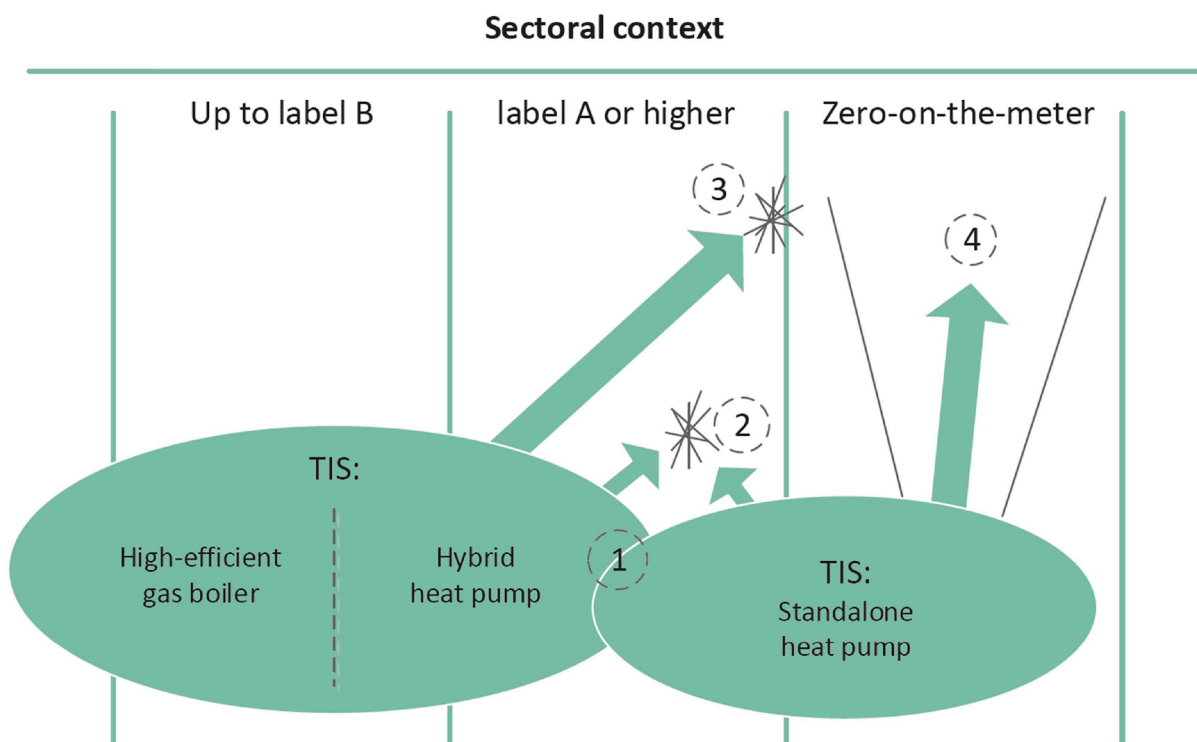 Sectoral context
Up to label B
label A or higher
Zero-on-the-meter
3
4
2
TIS:
High-efficient
gas boiler
Hybrid
heat pump
1
TIS:
Standalone
heat pump